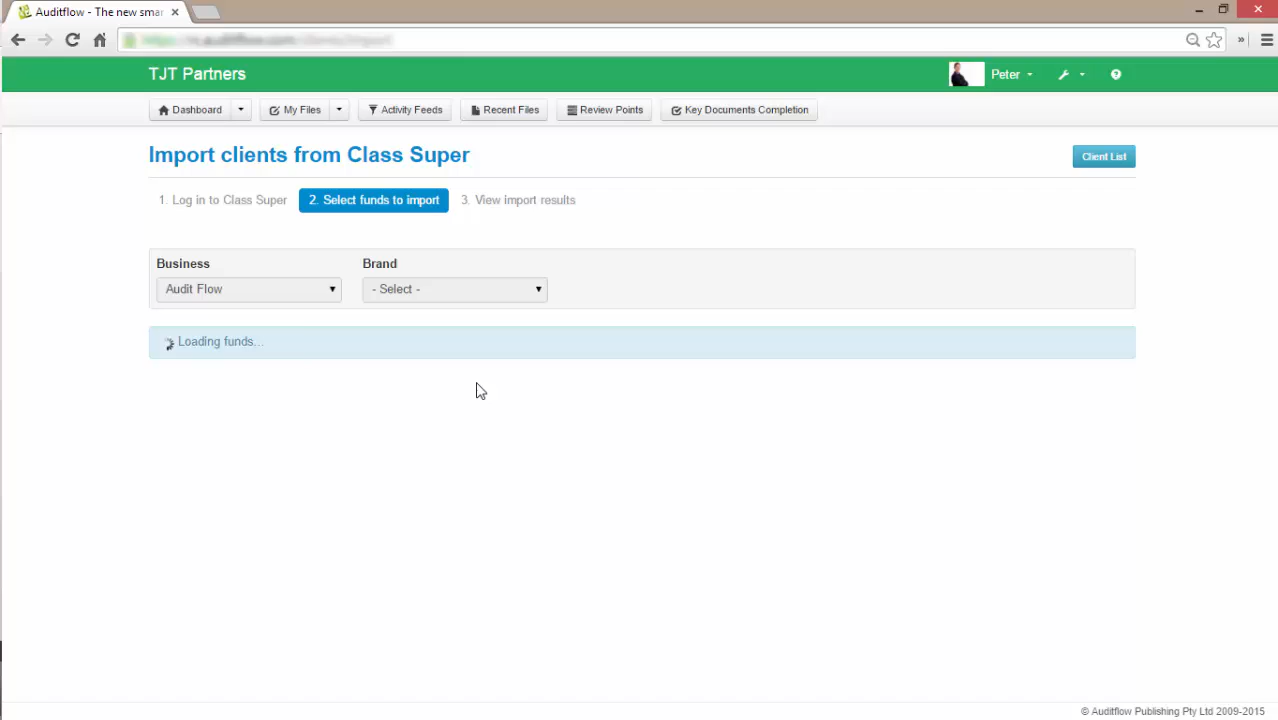 Auditflow - The new smar
TJT Partners
Peter
Dashboard
My Files
Activity Feeds
Recent Files
Review Points
Key Documents Completion
Import clients from Class Super
Client List
1. Log in to Class Super
2. Select funds to import
3. View import results
Business
Brand
Audit Flow
- Select -
Loading funds...
© Auditflow Publishing Pty Ltd 2009-2015